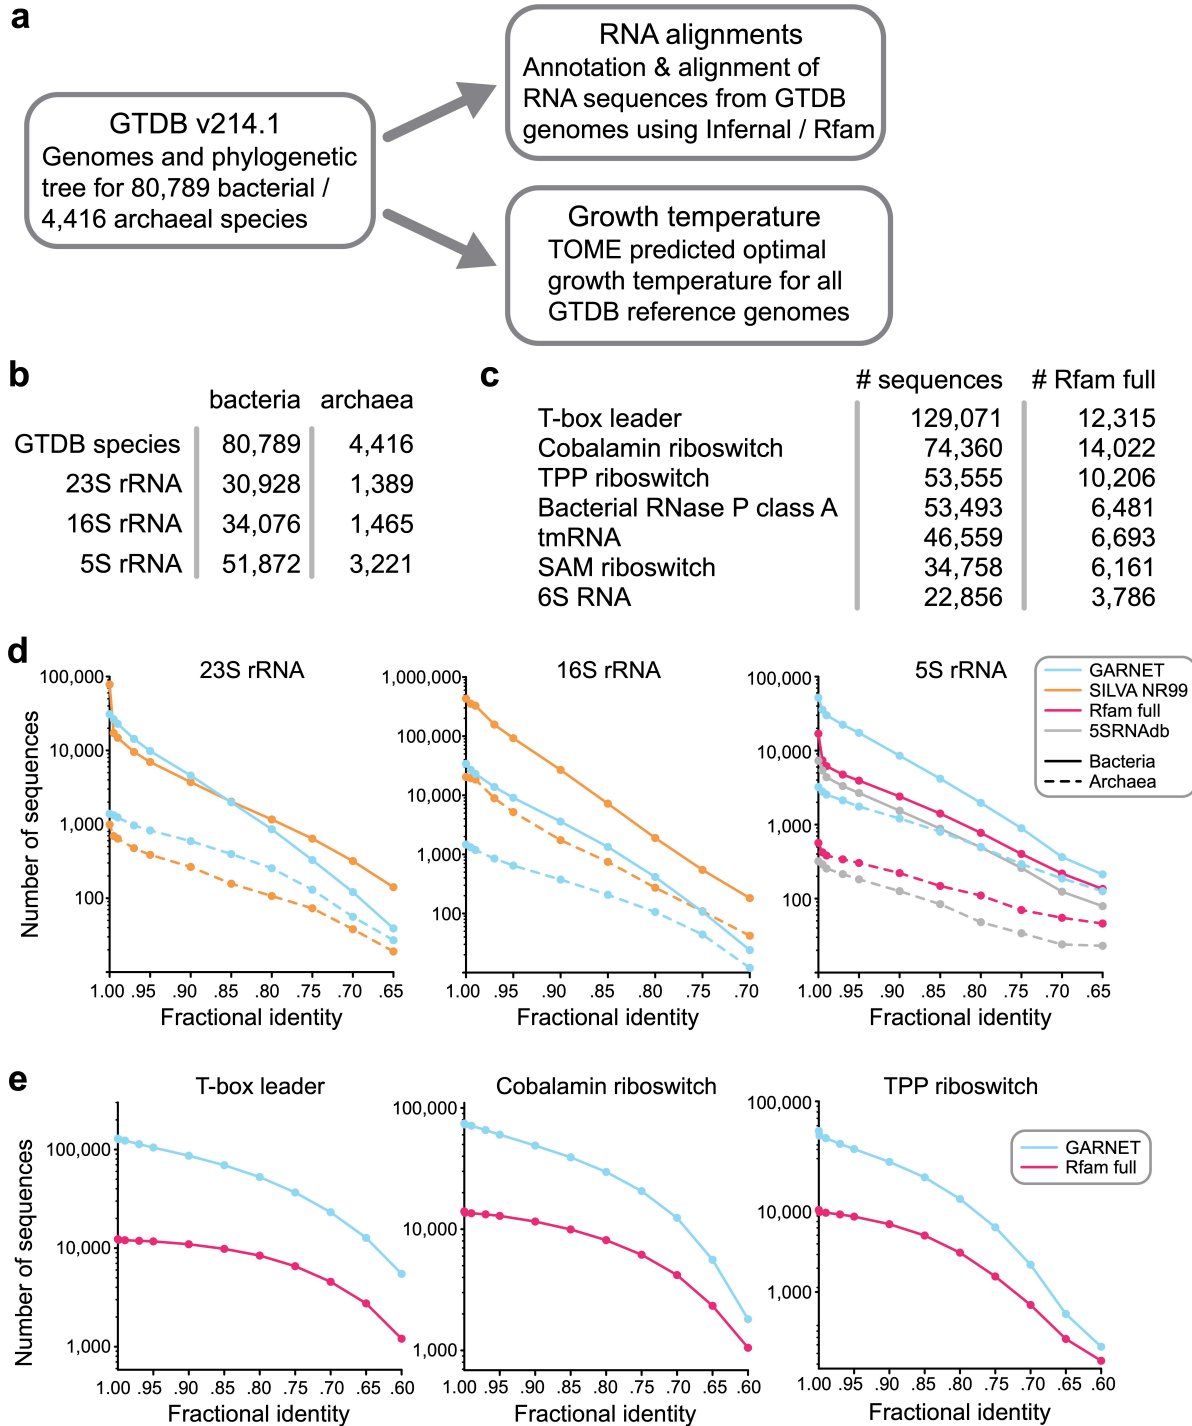 a
GTDB v214.1
Genomes and phylogenetic
tree for 80,789 bacterial /
4,416 archaeal species
RNA alignments
Annotation & alignment of
RNA sequences from GTDB
genomes using Infernal / Rfam
Growth temperature
TOME predicted optimal
growth temperature for all
GTDB reference genomes
b
bacteria archaea
GTDB species 80,789 4,416
23S rRNA 30,928 1,389
16S rRNA 34,076 1,465
5S rRNA 51,872 3,221
c
# sequences # Rfam full
T-box leader 129,071 12,315
Cobalamin riboswitch 74,360 14,022
TPP riboswitch 53,555 10,206
Bacterial RNase P class A 53,493 6,481
tmRNA 46,559 6,693
SAM riboswitch 34,758 6,161
6S RNA 22,856 3,786
d
Number of sequences
23S rRNA
100,000
10,000
1,000
100
1.00 .95 .90 .85 .80 .75 .70 .65
Fractional identity
16S rRNA
1,000,000
100,000
10,000
1,000
100
1.00 .95 .90 .85 .80 .75 .70
Fractional identity
5S rRNA
100,000
10,000
1,000
100
1.00 .95 .90 .85 .80 .75 .70 .65
Fractional identity
GARNET
SILVA NR99
Rfam full
5SRNAdb
Bacteria
Archaea
e
Number of sequences
T-box leader
100,000
10,000
1,000
1.00 .95 .90 .85 .80 .75 .70 .65 .60
Fractional identity
Cobalamin riboswitch
100,000
10,000
1,000
1.00 .95 .90 .85 .80 .75 .70 .65 .60
Fractional identity
TPP riboswitch
100,000
10,000
1,000
1.00 .95 .90 .85 .80 .75 .70 .65 .60
Fractional identity
GARNET
Rfam full